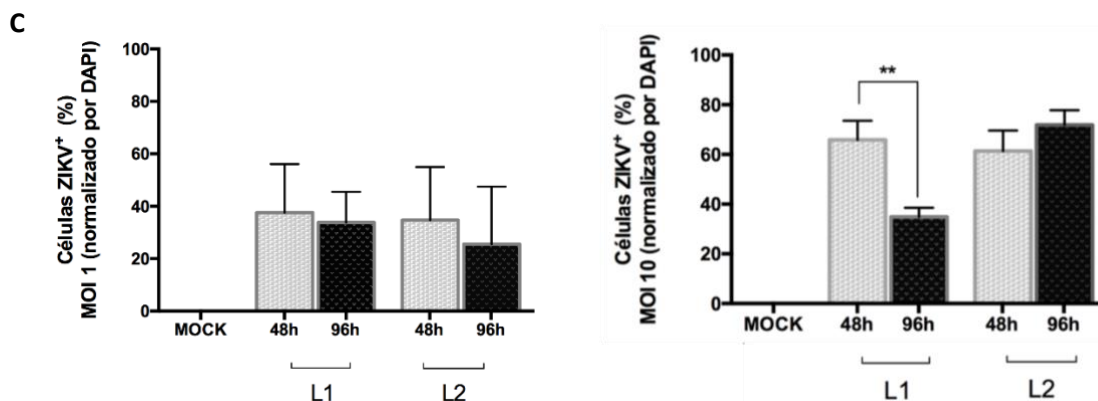 C
Células ZIKV+ (%)
MOI 1 (normalizado por DAPI)
100
80
60
40
20
0
MOCK 48h 96h 48h 96h
L1 L2
Células ZIKV+ (%)
MOI 10 (normalizado por DAPI)
100
80
60
40
20
0
**
MOCK 48h 96h 48h 96h
L1 L2